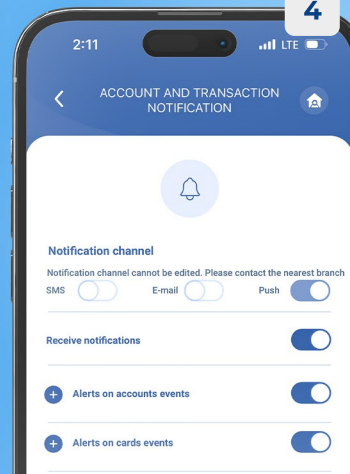 4
2:11 LTE
ACCOUNT AND TRANSACTION
NOTIFICATION
Notification channel
Notification channel cannot be edited. Please contact the nearest branch
SMS E-mail Push
Receive notifications
Alerts on accounts events
Alerts on cards events